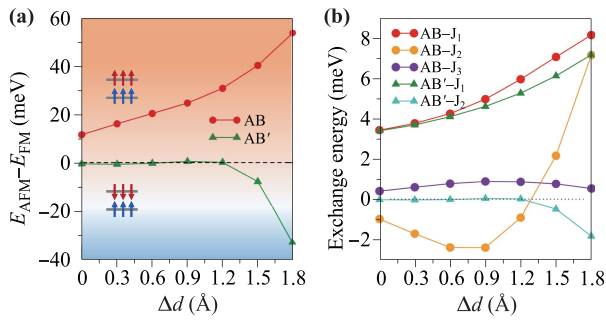 (a)
E_AFM−E_FM (meV)
60
40
20
0
−20
−40
AB
AB′
0 0.3 0.6 0.9 1.2 1.5 1.8
Δd (Å)
(b)
Exchange energy (meV)
8
6
4
2
0
−2
AB−J₁
AB−J₂
AB−J₃
AB′−J₁
AB′−J₂
0 0.3 0.6 0.9 1.2 1.5 1.8
Δd (Å)